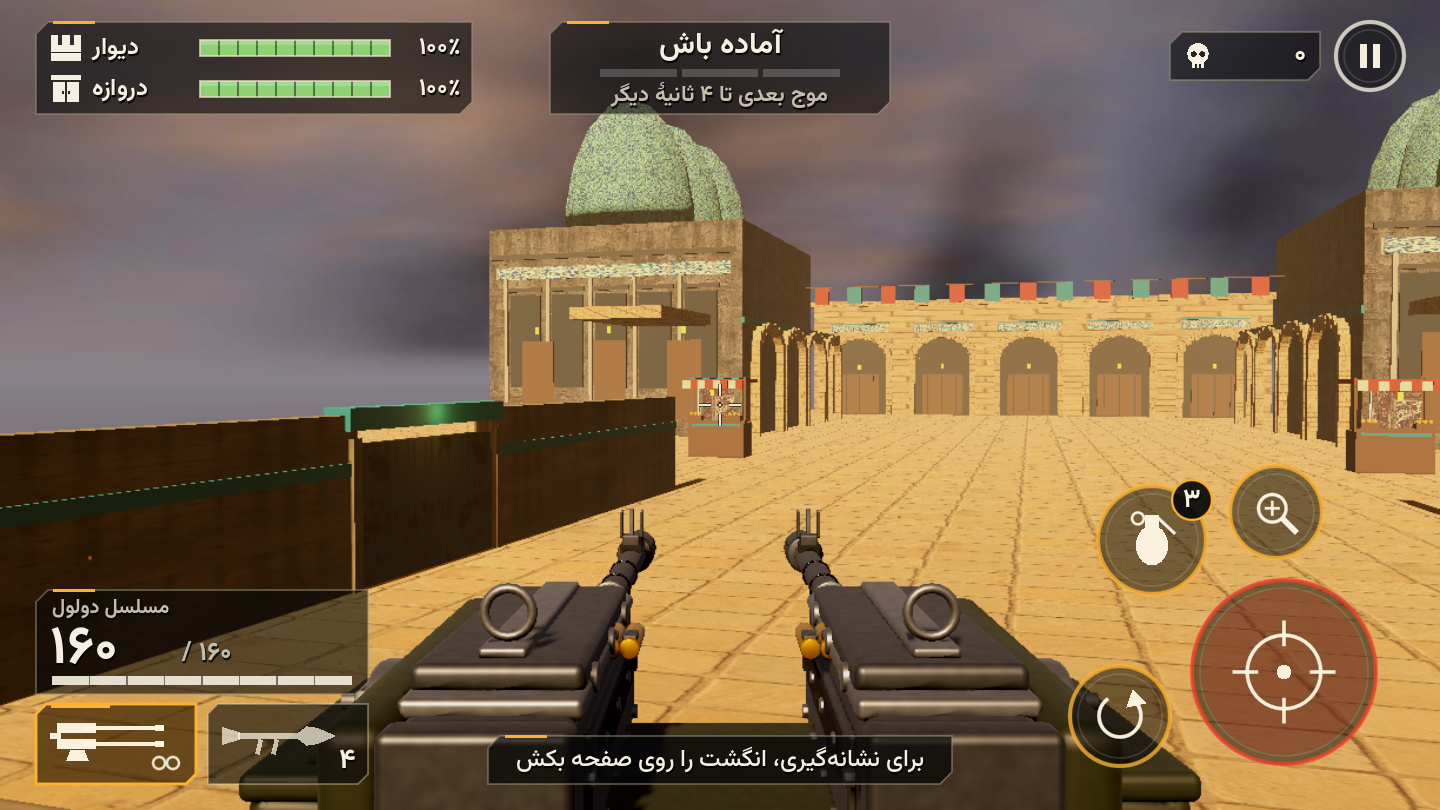 دیوار ۱۰۰٪
دروازه ۱۰۰٪
آماده باش
موج بعدی تا ۴ ثانیهٔ دیگر
۰
۳
مسلسل دولول
۱۶۰ / ۱۶۰
∞
۴
برای نشانه‌گیری، انگشت را روی صفحه بکش